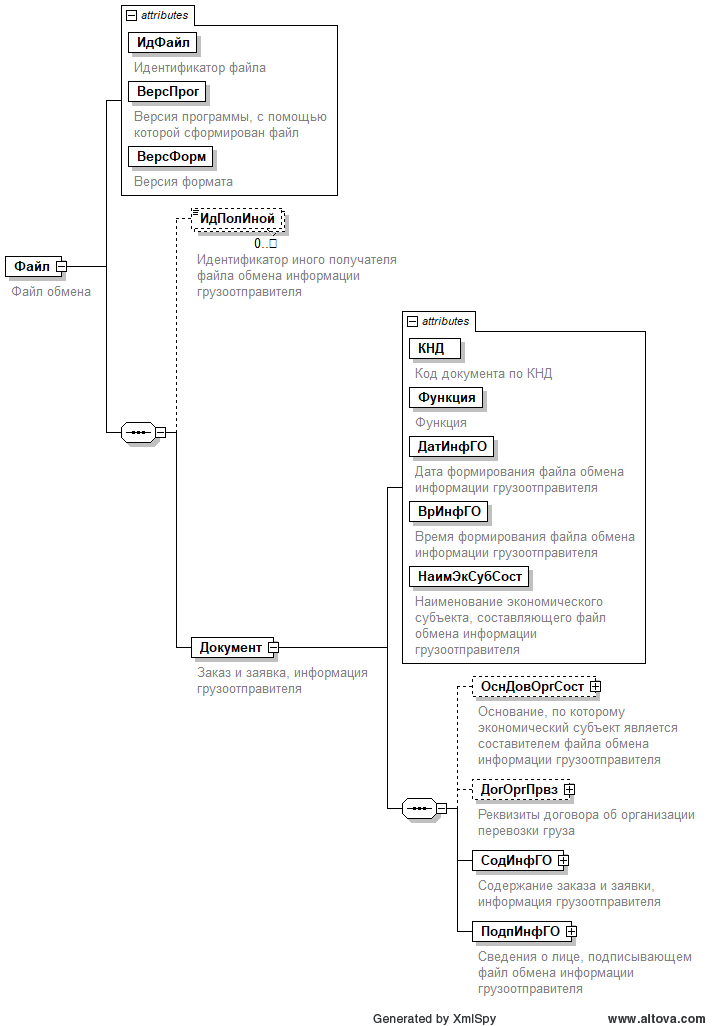 attributes
ИдФайл
Идентификатор файла
ВерсПрог
Версия программы, с помощью
которой сформирован файл
ВерсФорм
Версия формата
ИдПолИной
0..
Идентификатор иного получателя
файла обмена информации
грузоотправителя
Файл
Файл обмена
attributes
КНД
Код документа по КНД
Функция
Функция
ДатИнфГО
Дата формирования файла обмена
информации грузоотправителя
ВрИнфГО
Время формирования файла обмена
информации грузоотправителя
НаимЭкСубСост
Наименование экономического
субъекта, составляющего файл
обмена информации
грузоотправителя
Документ
Заказ и заявка, информация
грузоотправителя
ОснДовОргСост
Основание, по которому
экономический субъект является
составителем файла обмена
информации грузоотправителя
ДогОргПрвз
Реквизиты договора об организации
перевозки груза
СодИнфГО
Содержание заказа и заявки,
информация грузоотправителя
ПодпИнфГО
Сведения о лице, подписывающем
файл обмена информации
грузоотправителя
Generated by XmlSpy www.altova.com